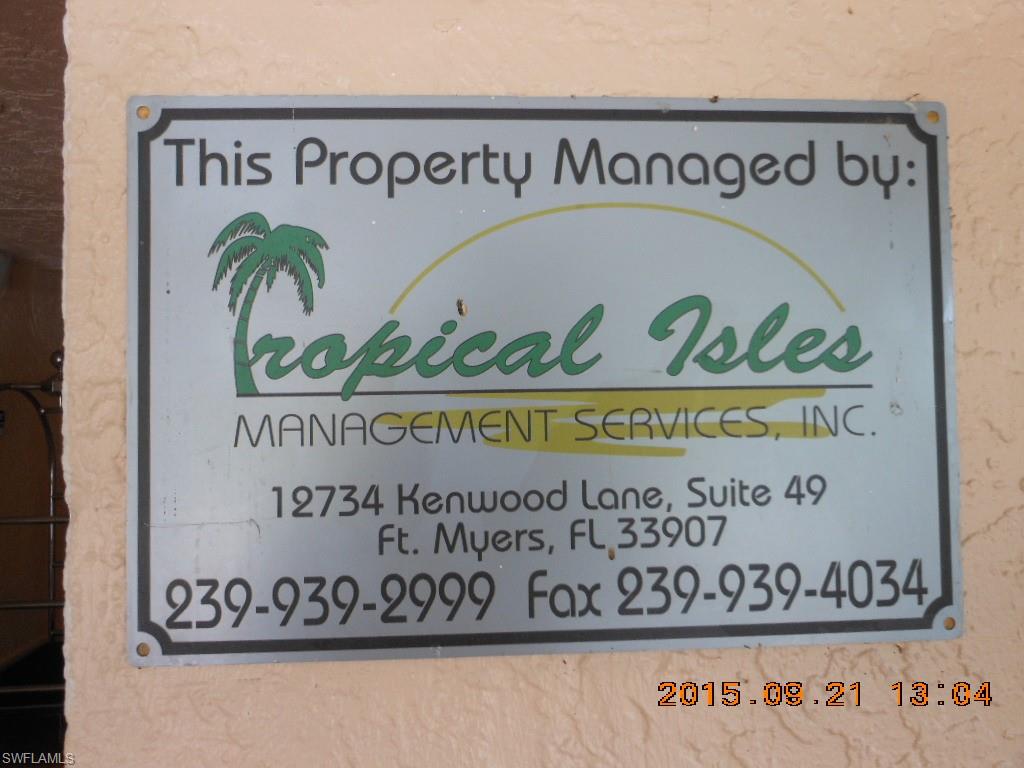 This Property Managed by:
Tropical Isles
MANAGEMENT SERVICES, INC.
12734 Kenwood Lane, Suite 49
Ft. Myers, FL 33907
239-939-2999 Fax 239-939-4034
2015.09.21 13:04
SWFLAMLS